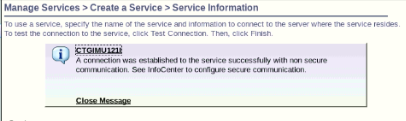 Manage Services > Create a Service > Service Information
To use a service, specify the name of the service and information to connect to the server where the service resides.
To test the connection to the service, click Test Connection. Then, click Finish.
CTGIMU121I
A connection was established to the service successfully with non secure
communication. See InfoCenter to configure secure communication.
Close Message